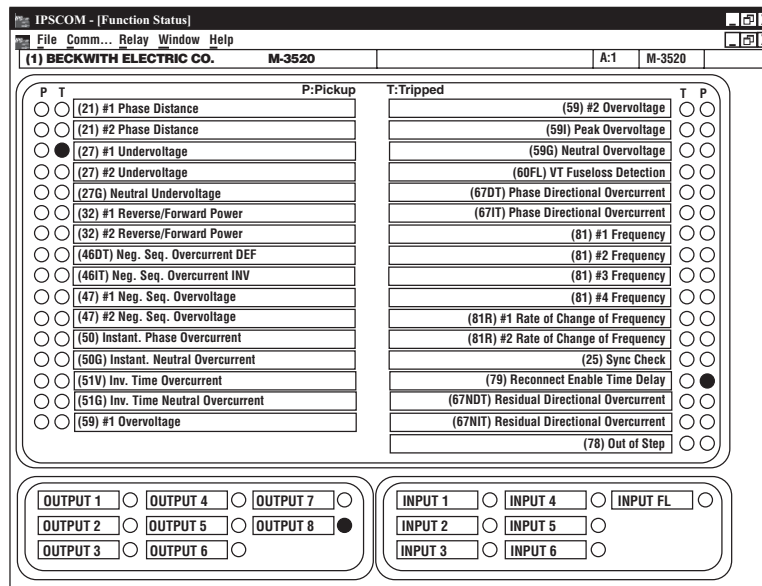 IPSCOM - [Function Status]
File Comm... Relay Window Help
(1) BECKWITH ELECTRIC CO. M-3520 A:1 M-3520
P T P:Pickup T:Tripped T P
(21) #1 Phase Distance (59) #2 Overvoltage
(21) #2 Phase Distance (59I) Peak Overvoltage
(27) #1 Undervoltage (59G) Neutral Overvoltage
(27) #2 Undervoltage (60FL) VT Fuseloss Detection
(27G) Neutral Undervoltage (67DT) Phase Directional Overcurrent
(32) #1 Reverse/Forward Power (67IT) Phase Directional Overcurrent
(32) #2 Reverse/Forward Power (81) #1 Frequency
(46DT) Neg. Seq. Overcurrent DEF (81) #2 Frequency
(46IT) Neg. Seq. Overcurrent INV (81) #3 Frequency
(47) #1 Neg. Seq. Overvoltage (81) #4 Frequency
(47) #2 Neg. Seq. Overvoltage (81R) #1 Rate of Change of Frequency
(50) Instant. Phase Overcurrent (81R) #2 Rate of Change of Frequency
(50G) Instant. Neutral Overcurrent (25) Sync Check
(51V) Inv. Time Overcurrent (79) Reconnect Enable Time Delay
(51G) Inv. Time Neutral Overcurrent (67NDT) Residual Directional Overcurrent
(59) #1 Overvoltage (67NIT) Residual Directional Overcurrent
(78) Out of Step
OUTPUT 1 OUTPUT 4 OUTPUT 7 INPUT 1 INPUT 4 INPUT FL
OUTPUT 2 OUTPUT 5 OUTPUT 8 INPUT 2 INPUT 5
OUTPUT 3 OUTPUT 6 INPUT 3 INPUT 6